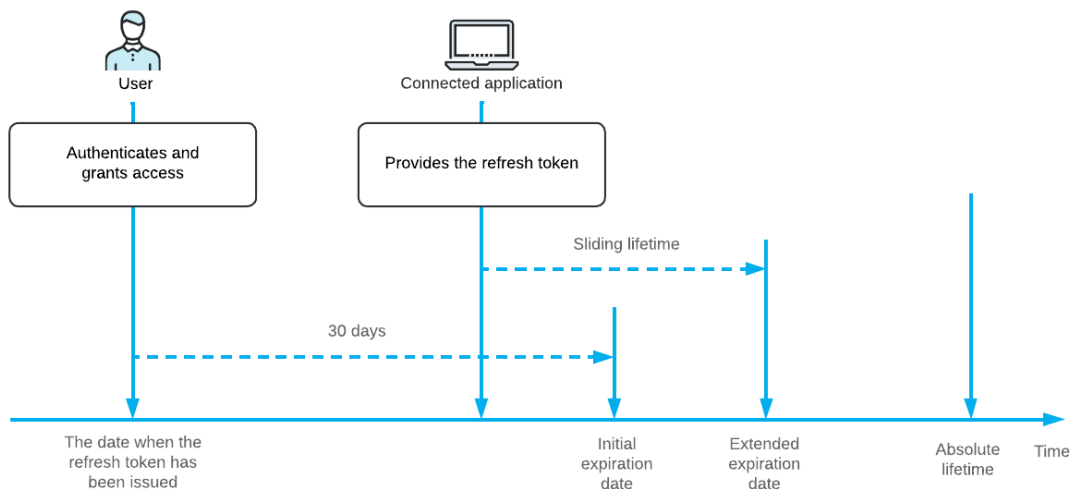 User
Connected application
Authenticates and
grants access
Provides the refresh token
Sliding lifetime
30 days
The date when the
refresh token has
been issued
Initial
expiration
date
Extended
expiration
date
Absolute
lifetime
Time